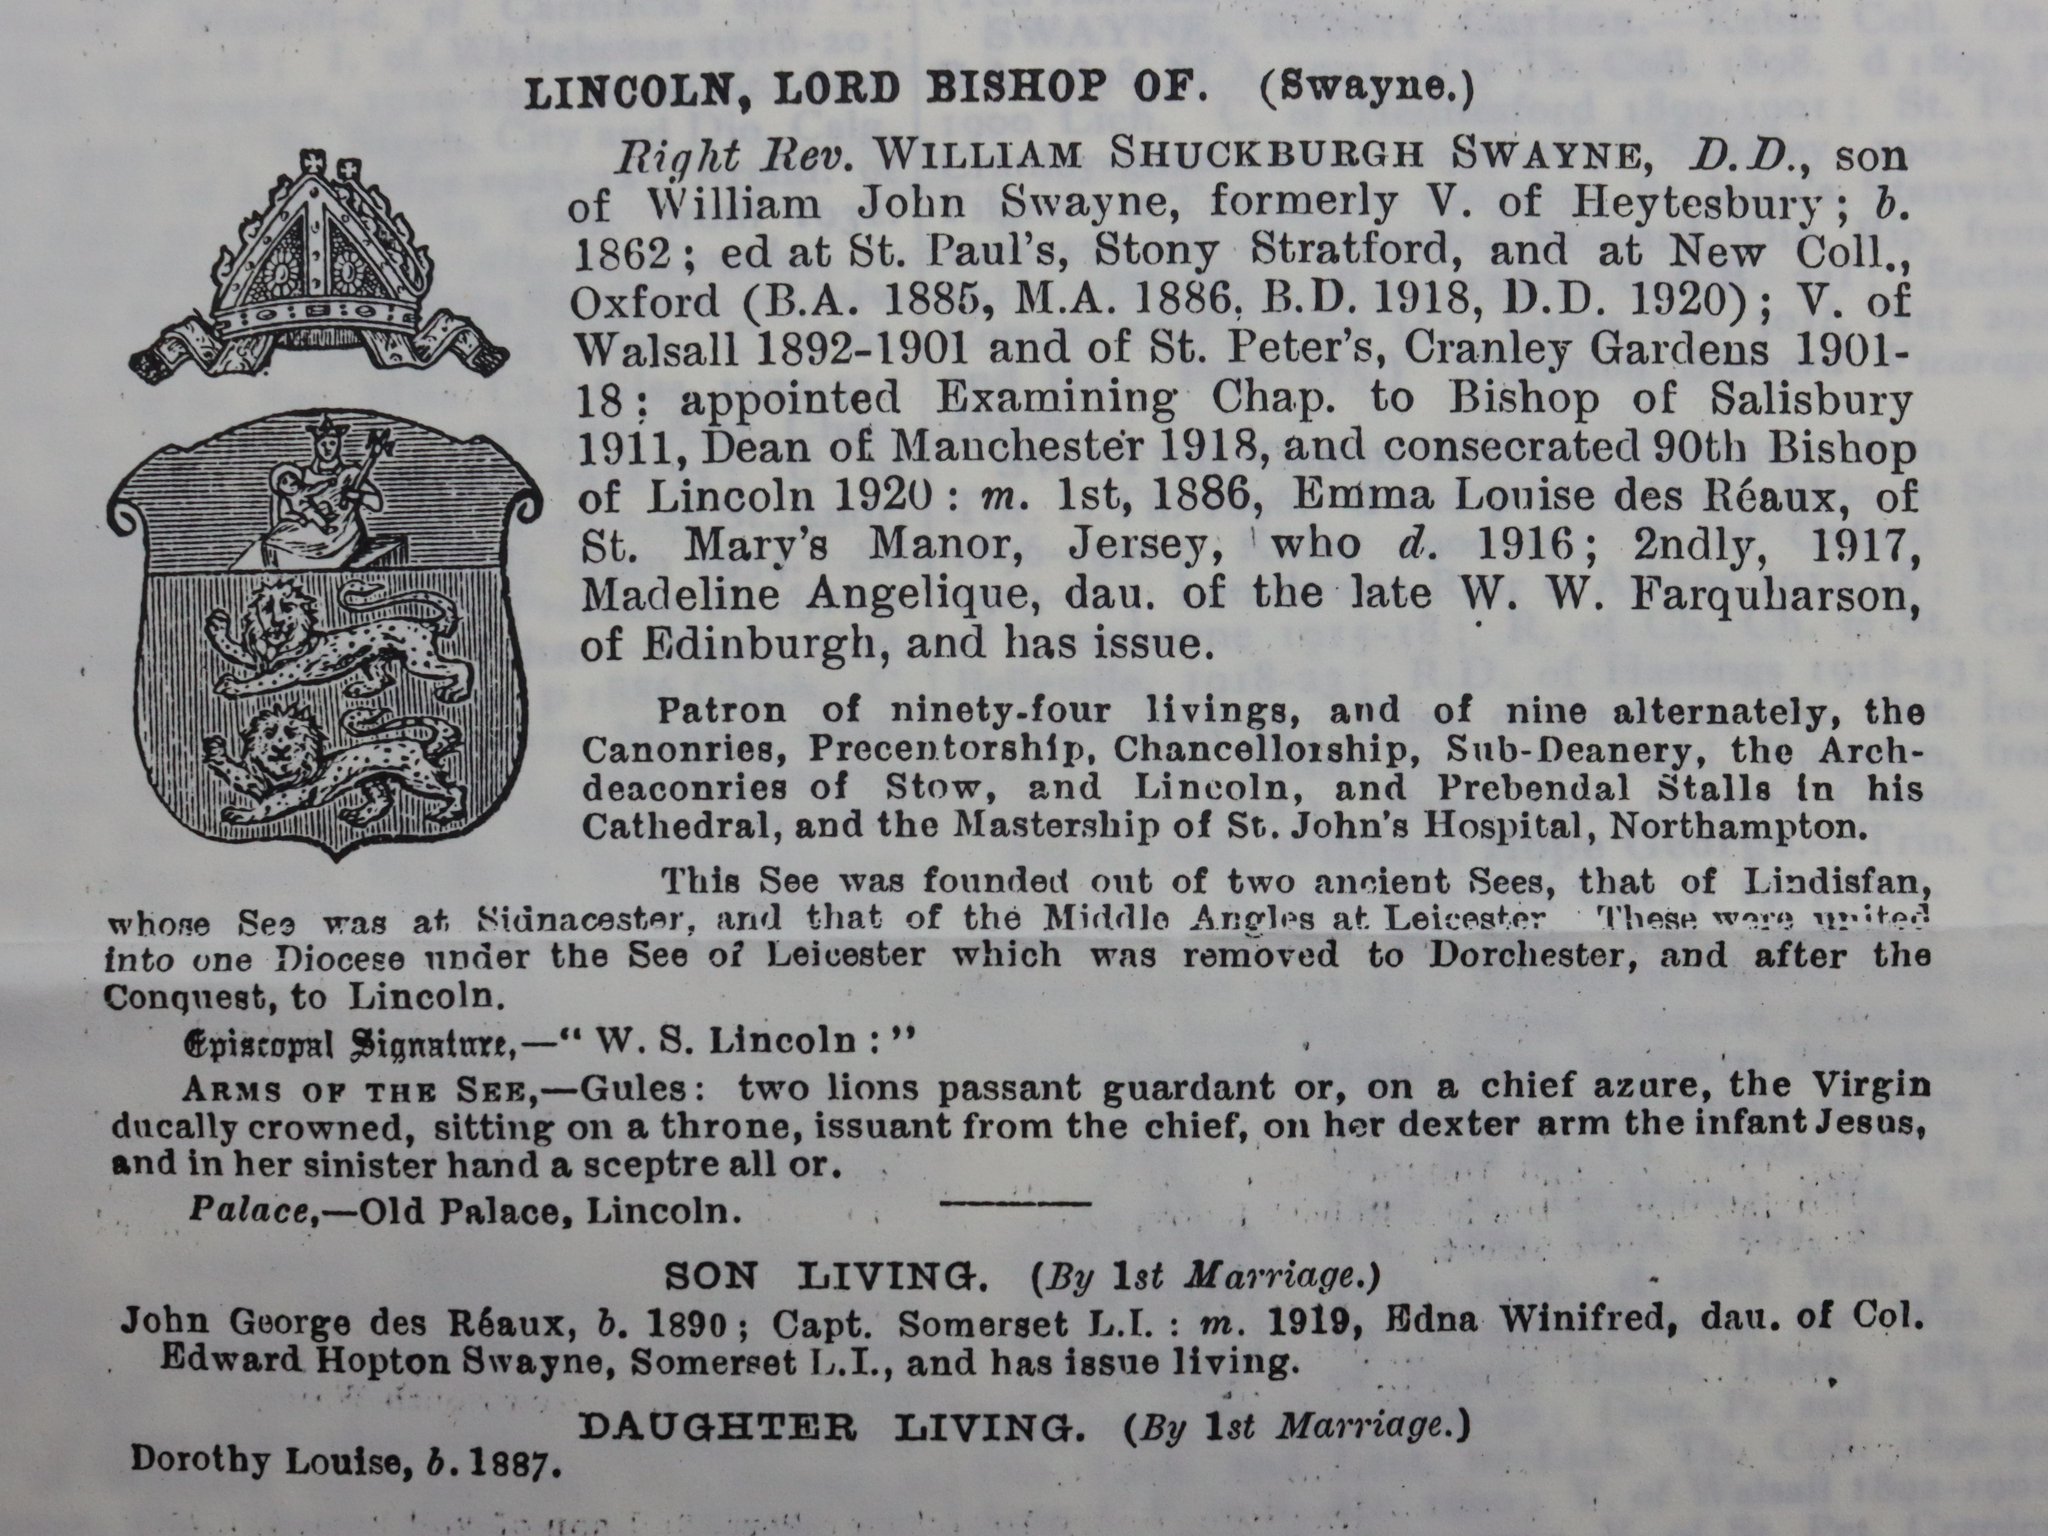 LINCOLN, LORD BISHOP OF. (Swayne.)
Right Rev. WILLIAM SHUCKBURGH SWAYNE, D.D., son
of William John Swayne, formerly V. of Heytesbury; b.
1862; ed at St. Paul's, Stony Stratford, and at New Coll.,
Oxford (B.A. 1885, M.A. 1886, B.D. 1918, D.D. 1920); V. of
Walsall 1892-1901 and of St. Peter's, Cranley Gardens 1901-
18: appointed Examining Chap. to Bishop of Salisbury
1911, Dean of Manchester 1918, and consecrated 90th Bishop
of Lincoln 1920: m. 1st, 1886, Emma Louise des Réaux, of
St. Mary's Manor, Jersey, who d. 1916; 2ndly, 1917,
Madeline Angelique, dau. of the late W. W. Farquharson,
of Edinburgh, and has issue.
Patron of ninety-four livings, and of nine alternately, the
Canonries, Precentorship, Chancellorship, Sub-Deanery, the Arch-
deaconries of Stow, and Lincoln, and Prebendal Stalls in his
Cathedral, and the Mastership of St. John's Hospital, Northampton.
This See was founded out of two ancient Sees, that of Lindisfan,
whose See was at Sidnacester, and that of the Middle Angles at Leicester These were united
into one Diocese under the See of Leicester which was removed to Dorchester, and after the
Conquest, to Lincoln.
Episcopal Signature,—"W. S. Lincoln:"
ARMS OF THE SEE,—Gules: two lions passant guardant or, on a chief azure, the Virgin
ducally crowned, sitting on a throne, issuant from the chief, on her dexter arm the infant Jesus,
and in her sinister hand a sceptre all or.
Palace,—Old Palace, Lincoln.
SON LIVING. (By 1st Marriage.)
John George des Réaux, b. 1890; Capt. Somerset L.I.: m. 1919, Edna Winifred, dau. of Col.
Edward Hopton Swayne, Somerset L.I., and has issue living.
DAUGHTER LIVING. (By 1st Marriage.)
Dorothy Louise, b. 1887.